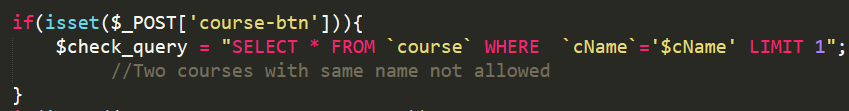 if(isset($_POST['course-btn'])){
$check_query = "SELECT * FROM `course` WHERE  `cName`='$cName' LIMIT 1";
//Two courses with same name not allowed
}